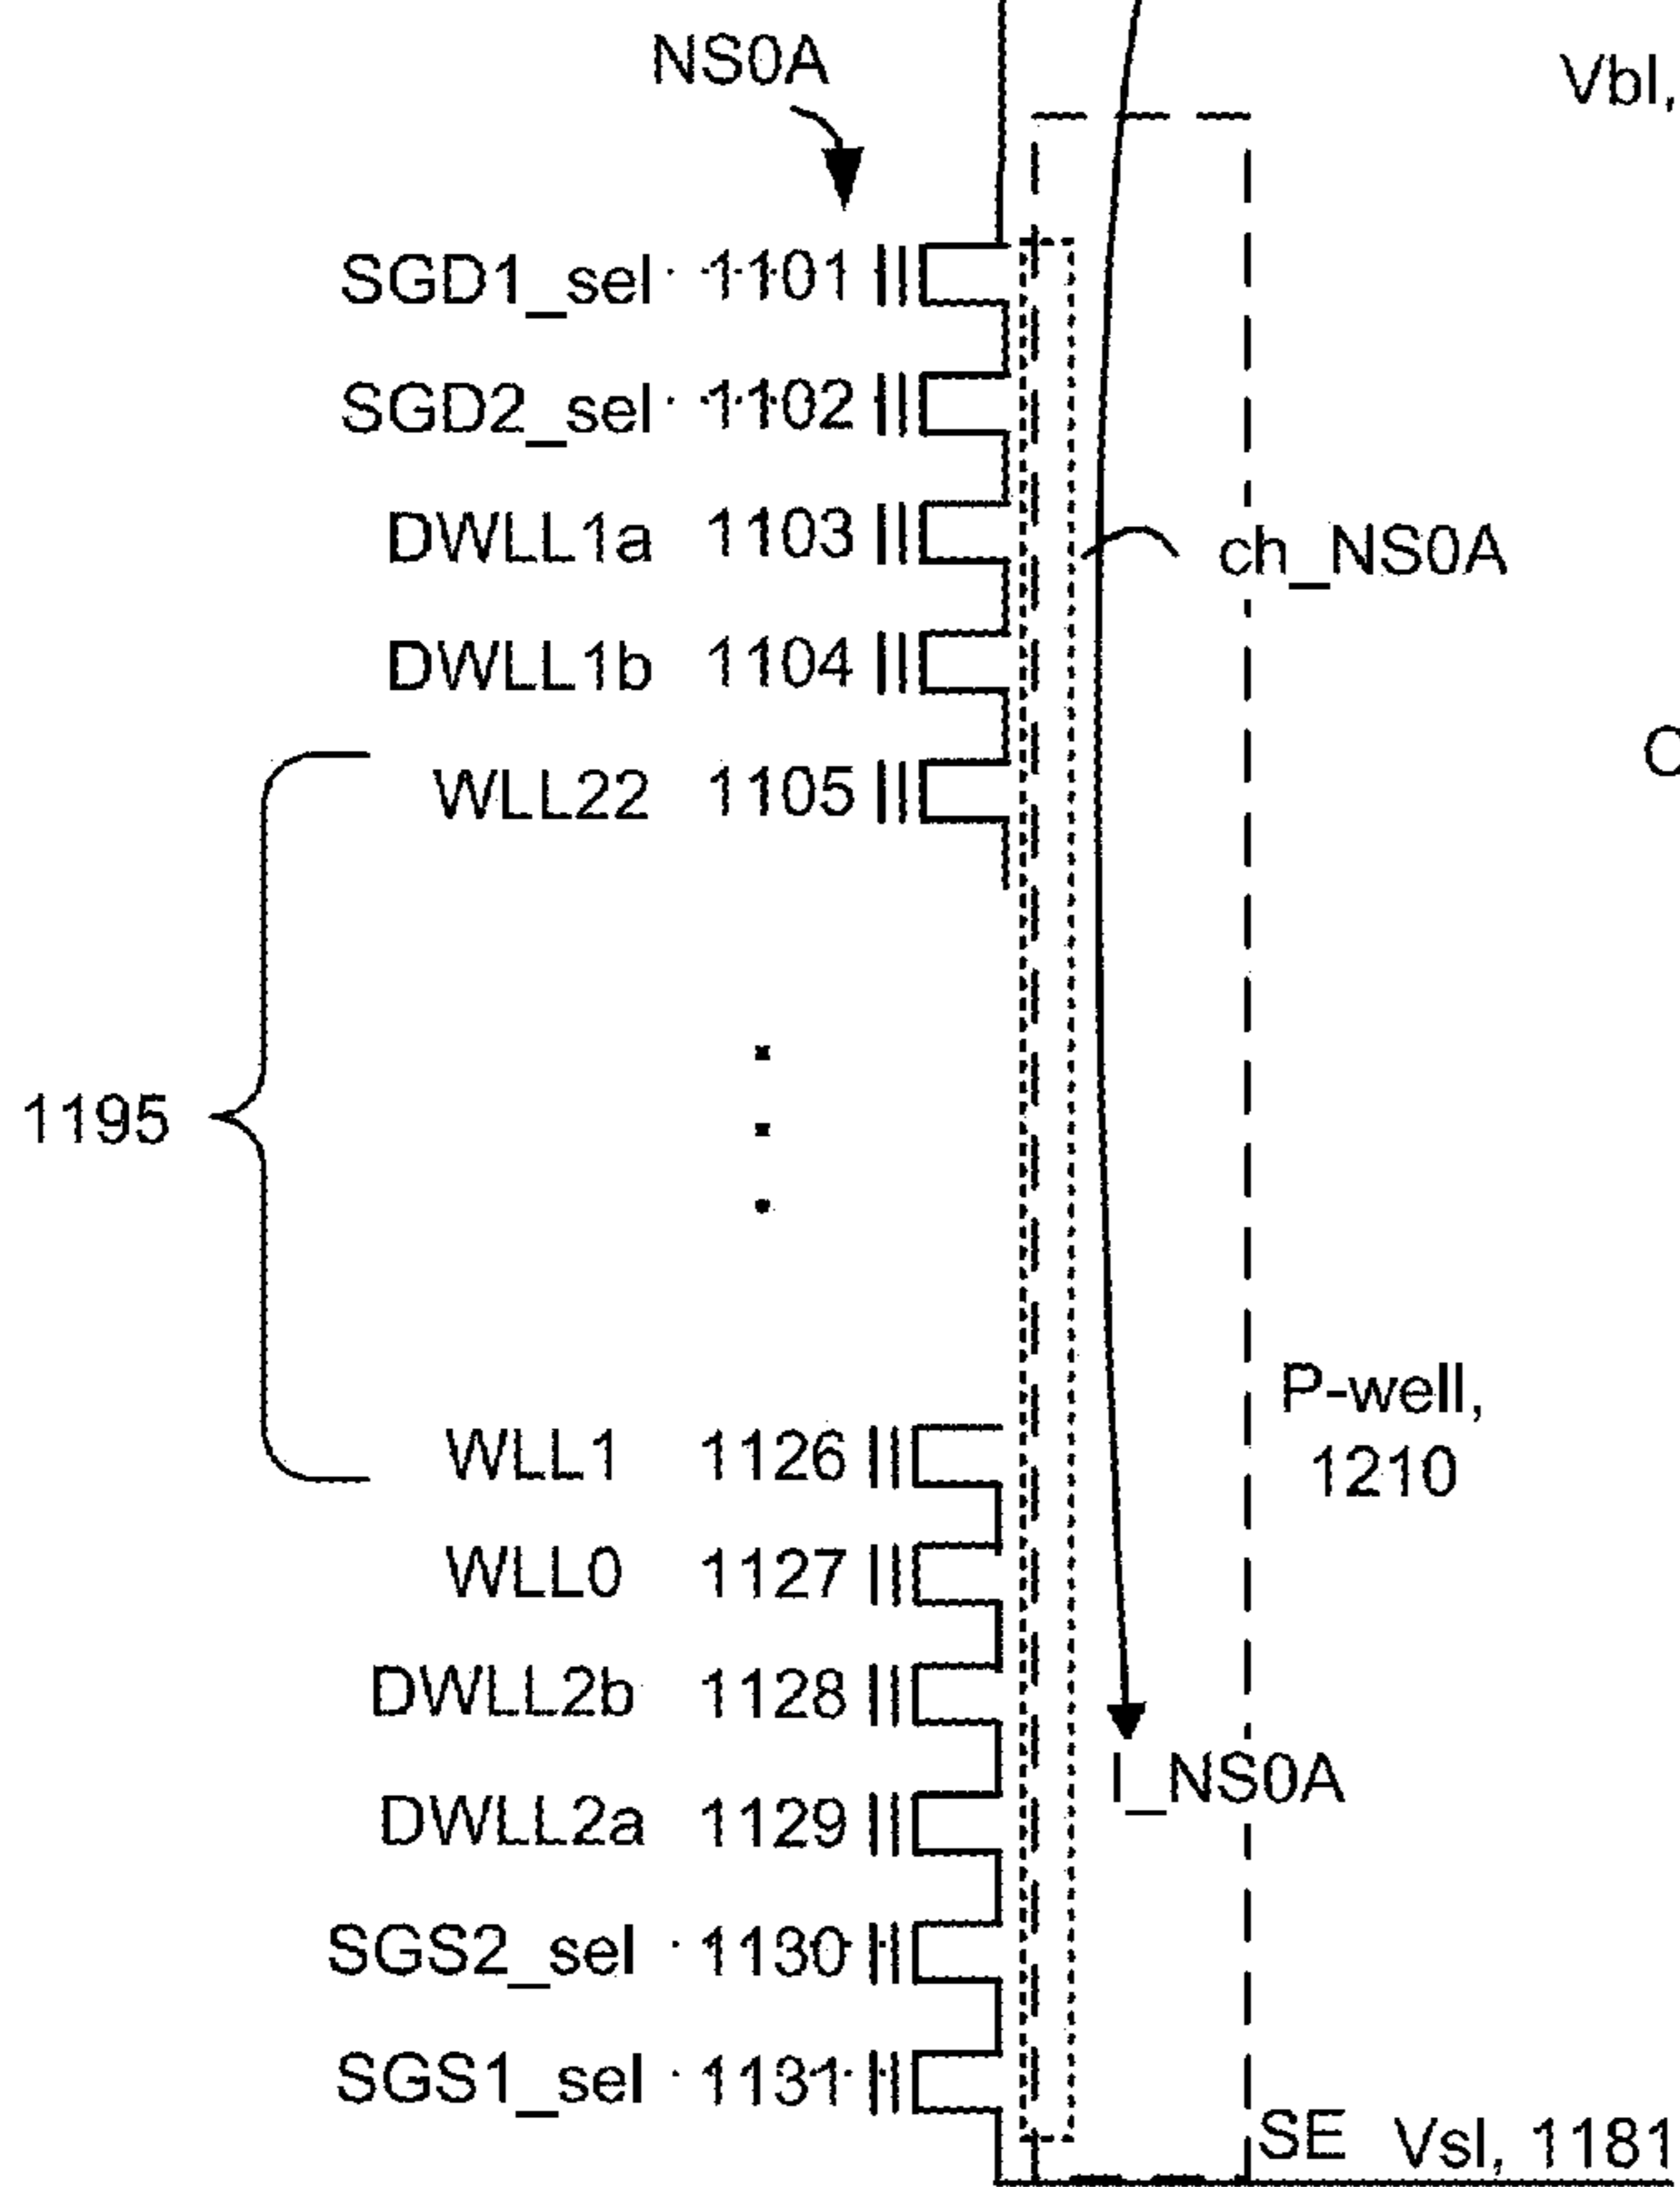 NS0A
Vbl,
SGD1_sel 1101
SGD2_sel 1102
DWLL1a 1103
ch_NS0A
DWLL1b 1104
WLL22 1105
1195
P-well,
1210
WLL1 1126
WLL0 1127
DWLL2b 1128
I_NS0A
DWLL2a 1129
SGS2_sel 1130
SGS1_sel 1131
SE Vsl, 1181